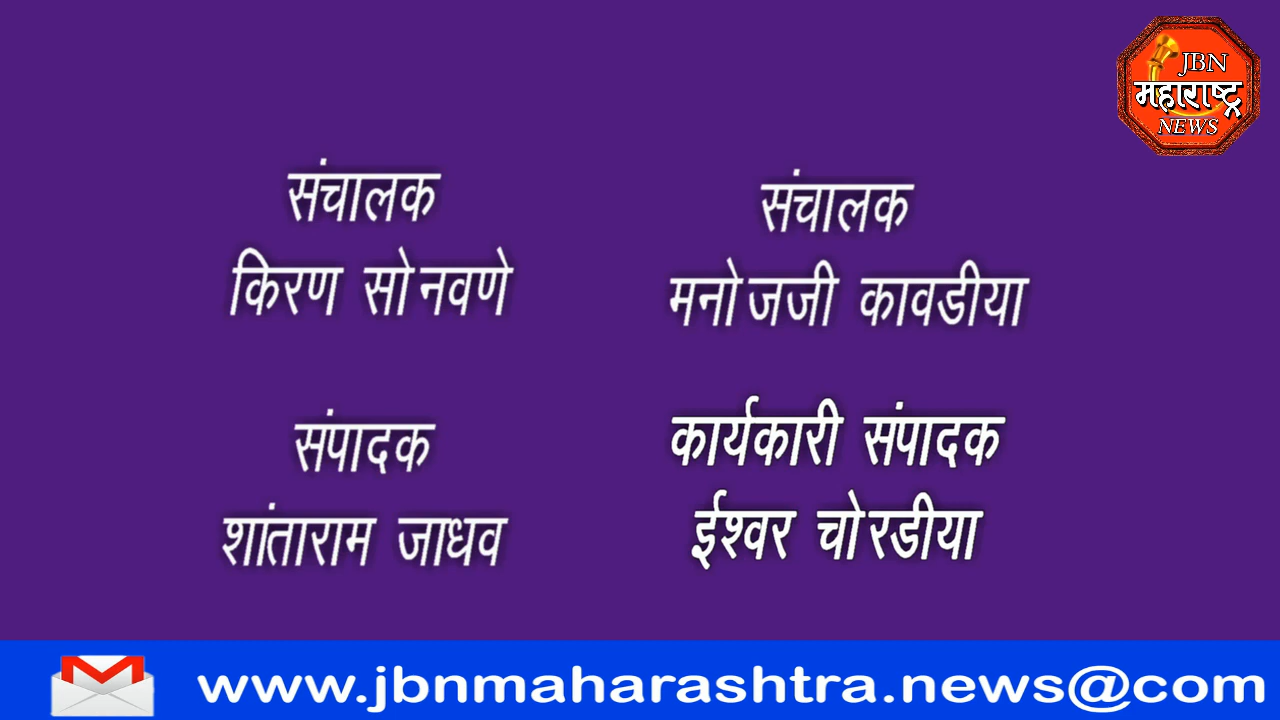 JBN
महाराष्ट्र
NEWS
संचालक
किरण सोनवणे
संचालक
मनोजजी कावडीया
संपादक
शांताराम जाधव
कार्यकारी संपादक
ईश्वर चोरडीया
www.jbnmaharashtra.news@com